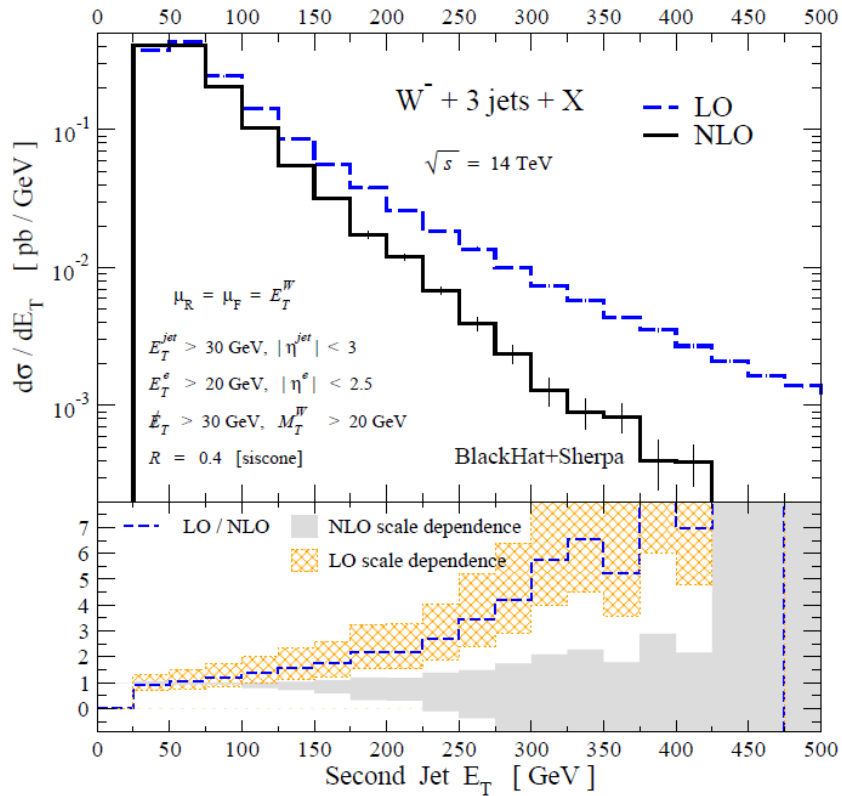 0 50 100 150 200 250 300 350 400 450 500
W⁻ + 3 jets + X
LO
NLO
√s = 14 TeV
10⁻¹
10⁻²
10⁻³
dσ / dE_T [ pb / GeV ]
μ_R = μ_F = E_T^W
E_T^jet > 30 GeV, | η^jet | < 3
E_T^e > 20 GeV, | η^e | < 2.5
E̸_T > 30 GeV, M_T^W > 20 GeV
R = 0.4 [siscone]
BlackHat+Sherpa
LO / NLO
NLO scale dependence
LO scale dependence
7
6
5
4
3
2
1
0
0 50 100 150 200 250 300 350 400 450 500
Second Jet E_T [ GeV ]